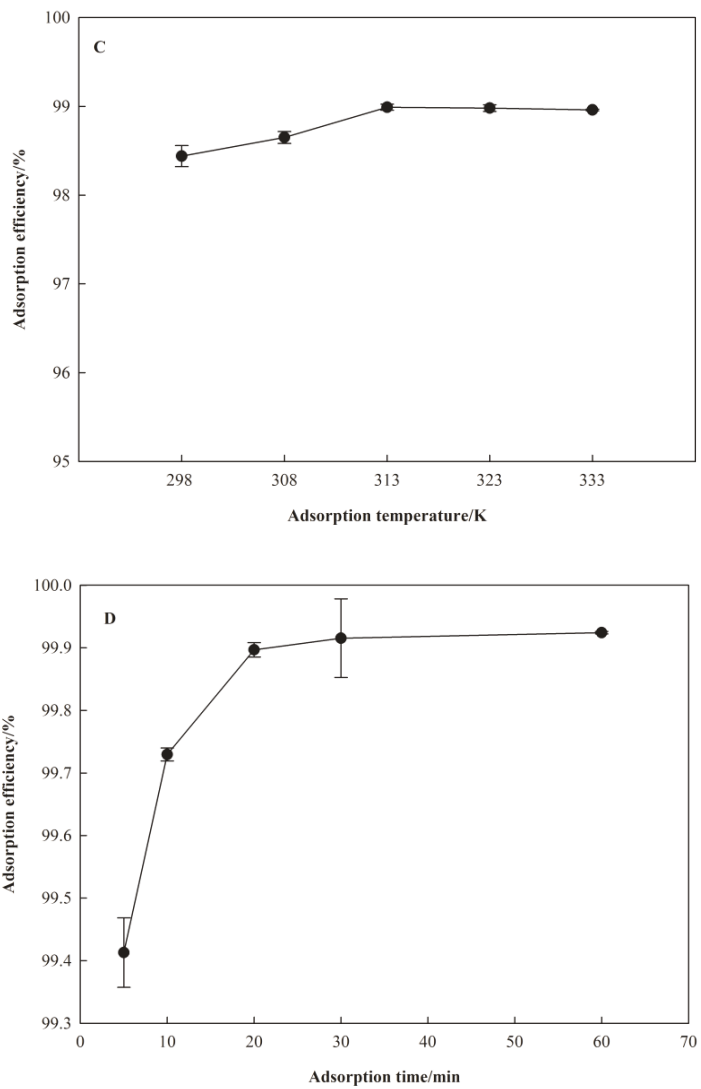 100
C
99
98
97
96
95
Adsorption efficiency/%
298 308 313 323 333
Adsorption temperature/K
100.0
D
99.9
99.8
99.7
99.6
99.5
99.4
99.3
Adsorption efficiency/%
0 10 20 30 40 50 60 70
Adsorption time/min